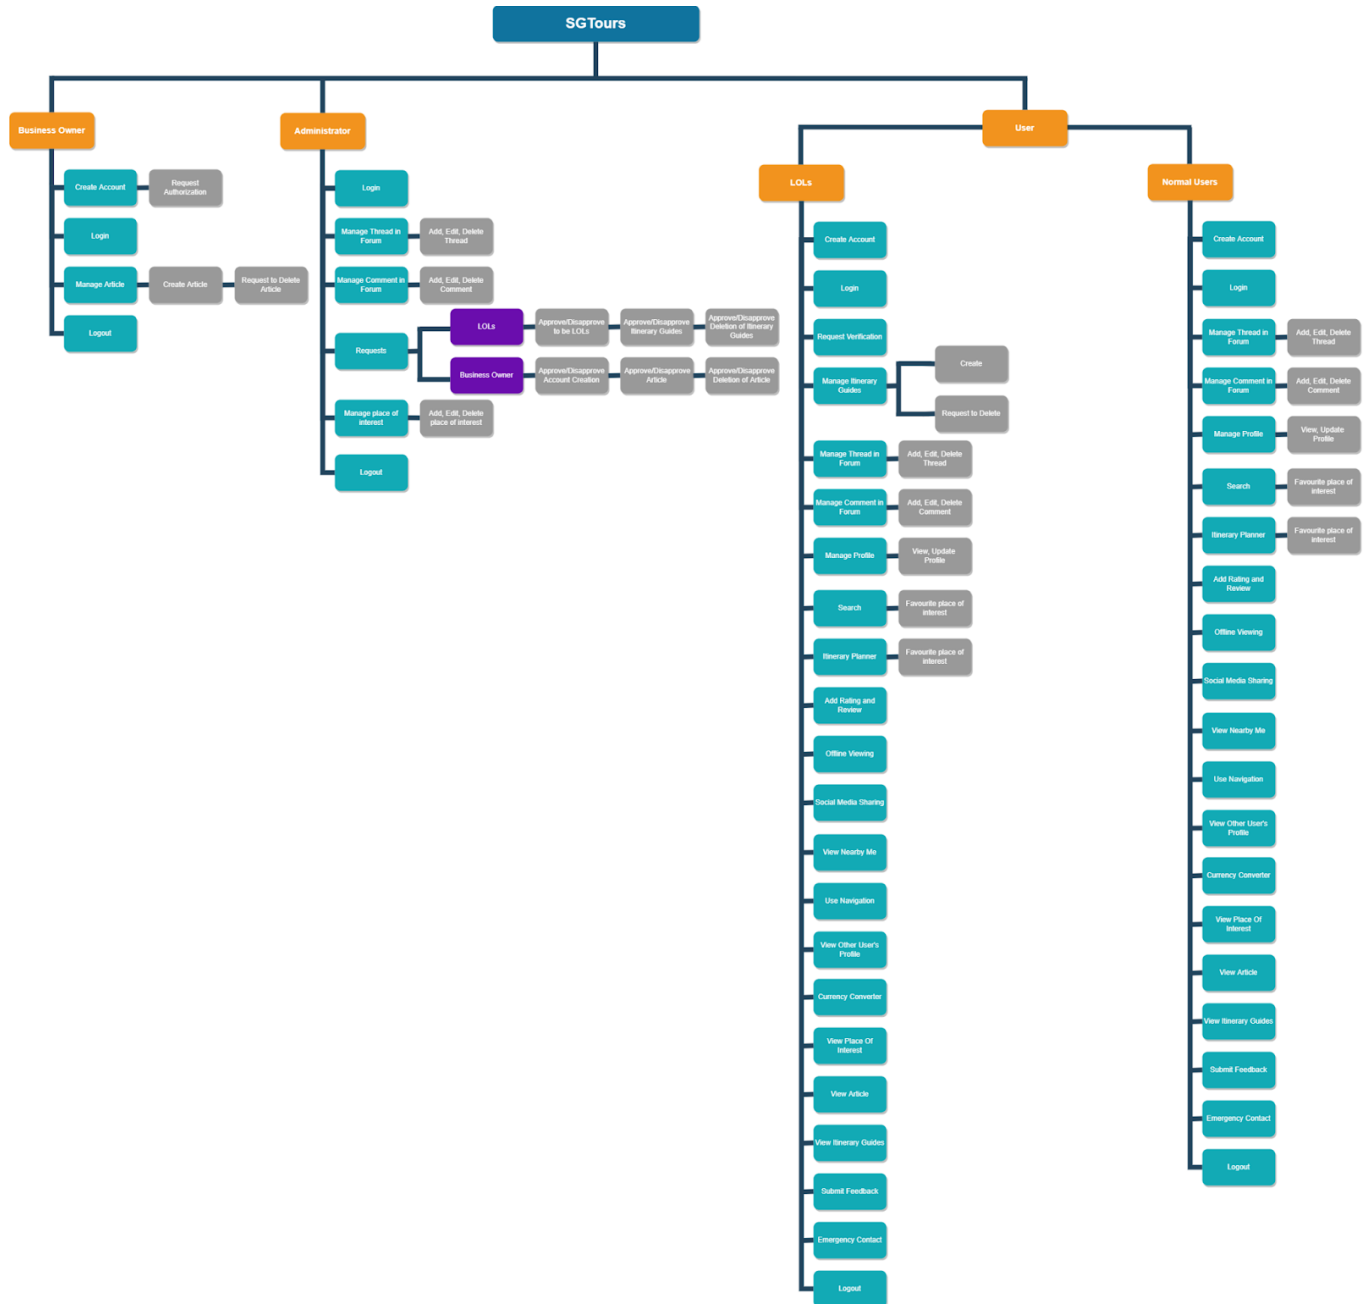 SGTours
Business Owner
Create Account
Request
Authorization
Login
Manage Article
Create Article
Request to Delete
Article
Logout
Administrator
Login
Manage Thread in
Forum
Add, Edit, Delete
Thread
Manage Comment in
Forum
Add, Edit, Delete
Comment
Requests
LOLs
Approve/Disapprove
to be LOLs
Approve/Disapprove
Itinerary Guides
Approve/Disapprove
Deletion of Itinerary
Guides
Business Owner
Approve/Disapprove
Account Creation
Approve/Disapprove
Article
Approve/Disapprove
Deletion of Article
Manage place of
interest
Add, Edit, Delete
place of interest
Logout
User
LOLs
Create Account
Login
Request Verification
Manage Itinerary
Guides
Create
Request to Delete
Manage Thread in
Forum
Add, Edit, Delete
Thread
Manage Comment in
Forum
Add, Edit, Delete
Comment
Manage Profile
View, Update
Profile
Search
Favourite place of
interest
Itinerary Planner
Favourite place of
interest
Add Rating and
Review
Offline Viewing
Social Media Sharing
View Nearby Me
Use Navigation
View Other User's
Profile
Currency Converter
View Place Of
Interest
View Article
View Itinerary Guides
Submit Feedback
Emergency Contact
Logout
Normal Users
Create Account
Login
Manage Thread in
Forum
Add, Edit, Delete
Thread
Manage Comment in
Forum
Add, Edit, Delete
Comment
Manage Profile
View, Update
Profile
Search
Favourite place of
interest
Itinerary Planner
Favourite place of
interest
Add Rating and
Review
Offline Viewing
Social Media Sharing
View Nearby Me
Use Navigation
View Other User's
Profile
Currency Converter
View Place Of
Interest
View Article
View Itinerary Guides
Submit Feedback
Emergency Contact
Logout